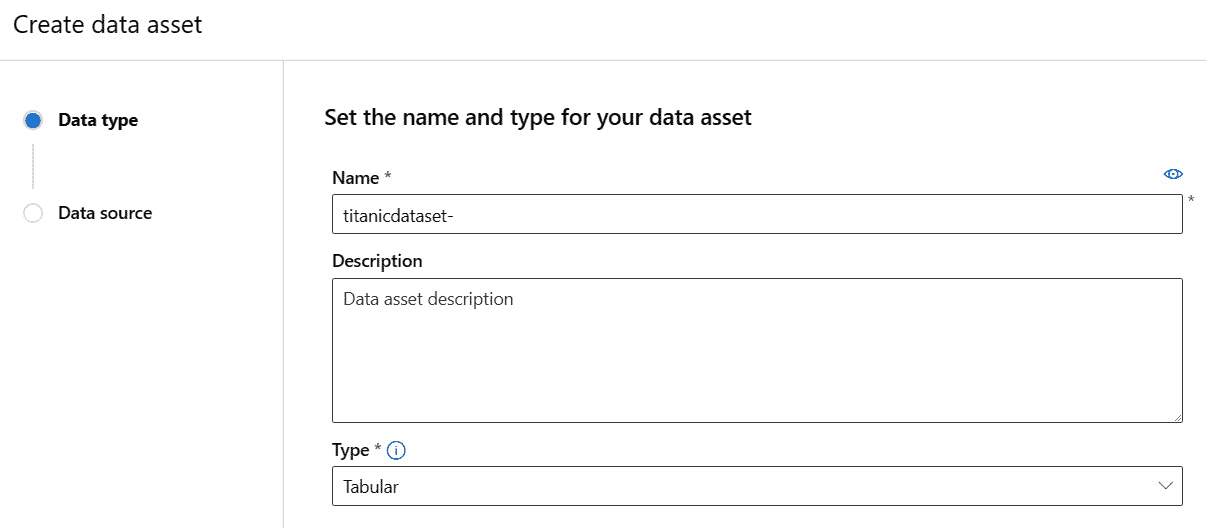 Create data asset
Data type
Data source
Set the name and type for your data asset
Name *
titanicdataset-
*
Description
Data asset description
Type * i
Tabular